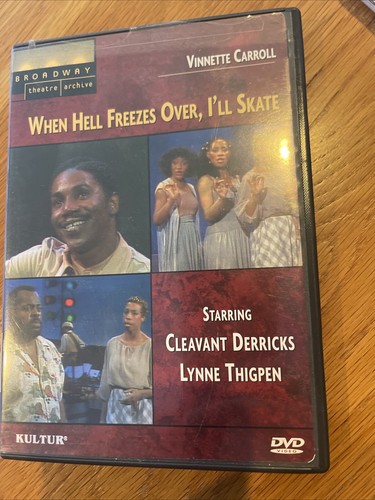 BROADWAY
theatre archive
VINNETTE CARROLL
WHEN HELL FREEZES OVER, I'LL SKATE
STARRING
CLEAVANT DERRICKS
LYNNE THIGPEN
KULTUR®
DVD
VIDEO